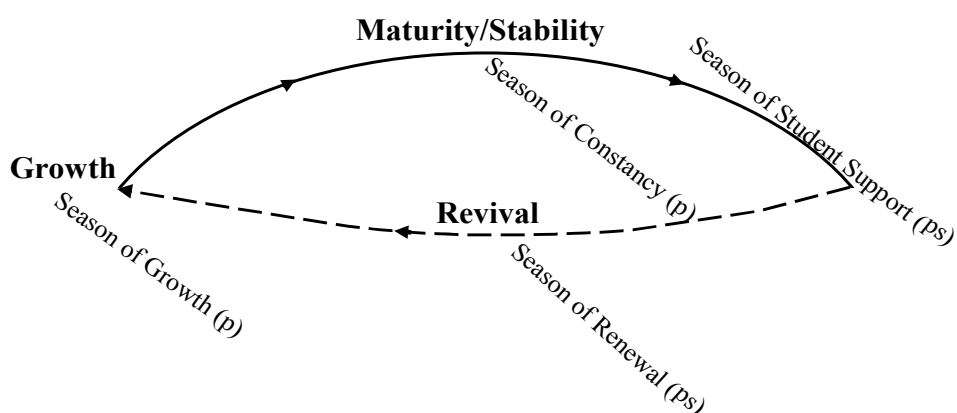 Maturity/Stability
Season of Student Support (ps)
Season of Constancy (p)
Growth
Season of Growth (p)
Revival
Season of Renewal (ps)